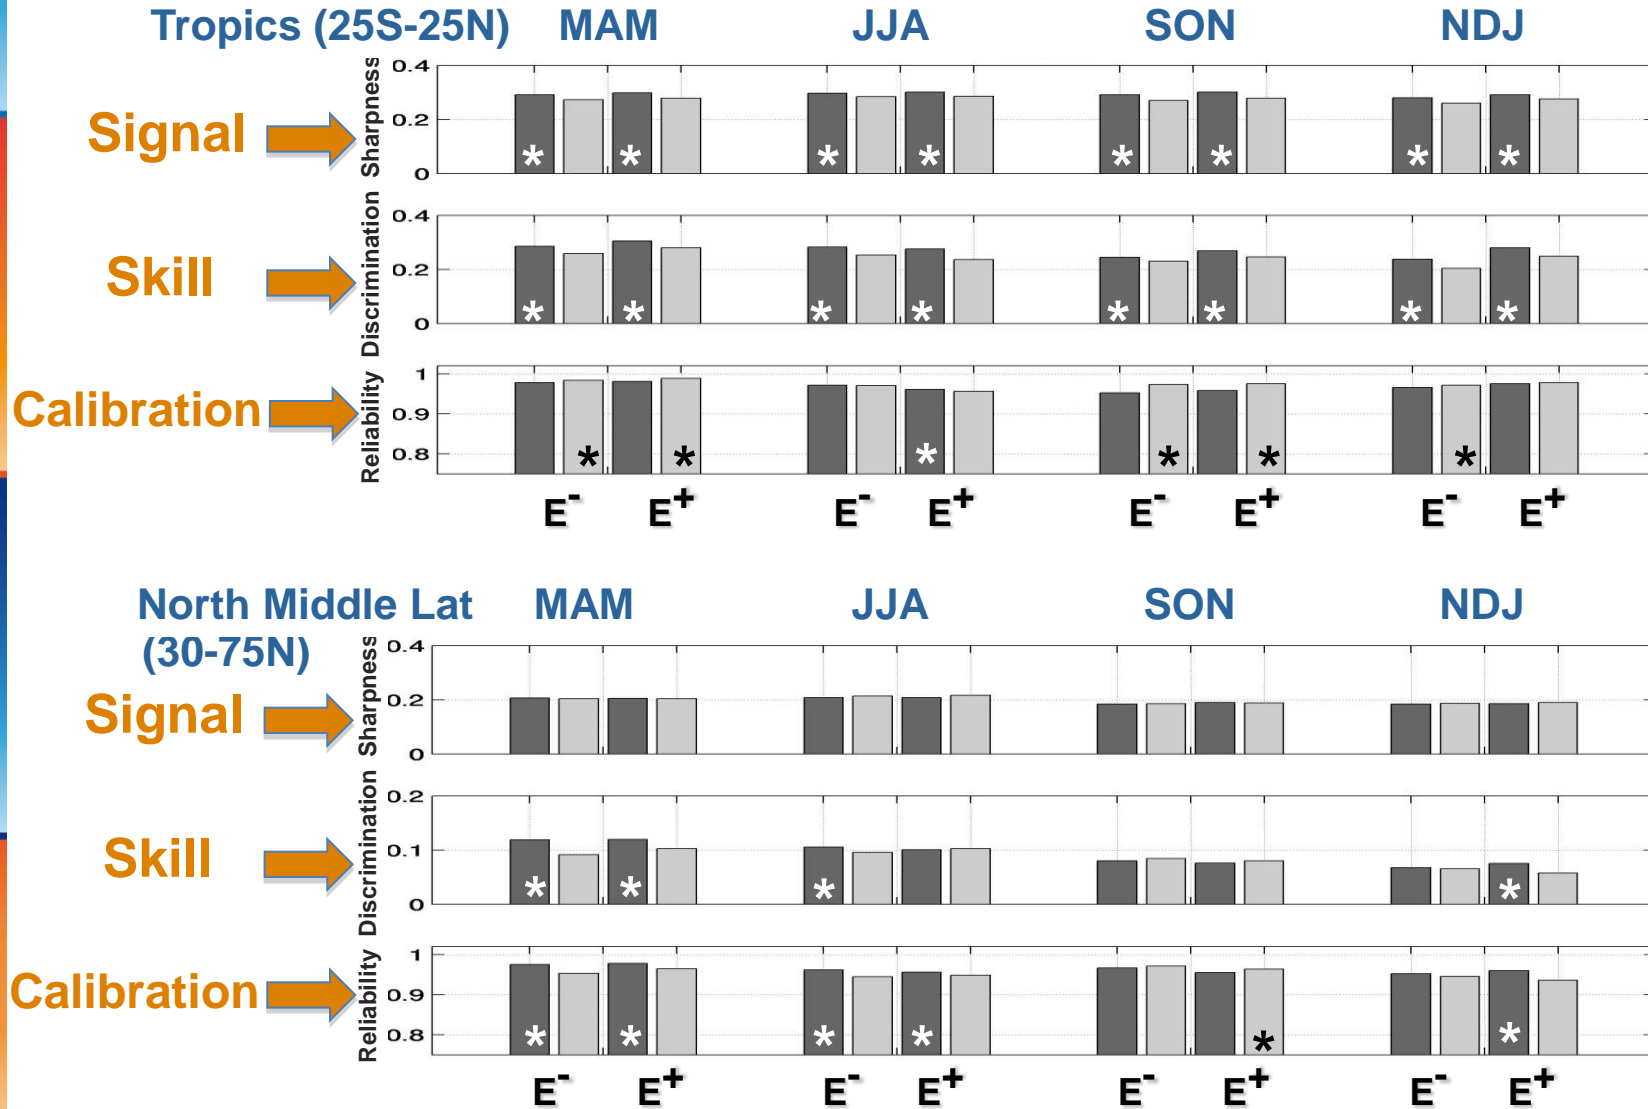 Tropics (25S-25N) MAM JJA SON NDJ
Signal
Sharpness
0.4
0.2
0
* * * * * * * *
Skill
Discrimination
0.4
0.2
0
* * * * * * * *
Calibration
Reliability
1
0.9
0.8
* * * * * *
E- E+ E- E+ E- E+ E- E+
North Middle Lat MAM JJA SON NDJ
(30-75N)
Signal
Sharpness
0.4
0.2
0
Skill
Discrimination
0.2
0.1
0
* * * *
Calibration
Reliability
1
0.9
0.8
* * * * * *
E- E+ E- E+ E- E+ E- E+